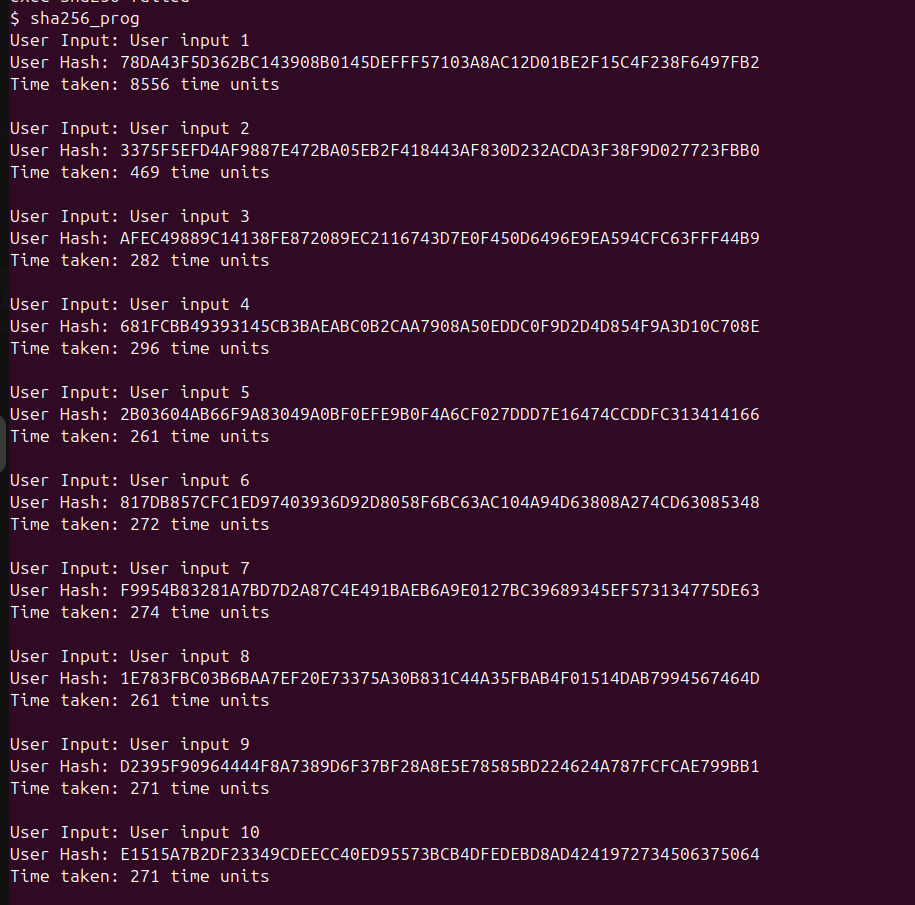 exec sha256 failed
$ sha256_prog
User Input: User input 1
User Hash: 78DA43F5D362BC143908B0145DEFFF57103A8AC12D01BE2F15C4F238F6497FB2
Time taken: 8556 time units
User Input: User input 2
User Hash: 3375F5EFD4AF9887E472BA05EB2F418443AF830D232ACDA3F38F9D027723FBB0
Time taken: 469 time units
User Input: User input 3
User Hash: AFEC49889C14138FE872089EC2116743D7E0F450D6496E9EA594CFC63FFF44B9
Time taken: 282 time units
User Input: User input 4
User Hash: 681FCBB49393145CB3BAEABC0B2CAA7908A50EDDC0F9D2D4D854F9A3D10C708E
Time taken: 296 time units
User Input: User input 5
User Hash: 2B03604AB66F9A83049A0BF0EFE9B0F4A6CF027DDD7E16474CCDDFC313414166
Time taken: 261 time units
User Input: User input 6
User Hash: 817DB857CFC1ED97403936D92D8058F6BC63AC104A94D63808A274CD63085348
Time taken: 272 time units
User Input: User input 7
User Hash: F9954B83281A7BD7D2A87C4E491BAEB6A9E0127BC39689345EF573134775DE63
Time taken: 274 time units
User Input: User input 8
User Hash: 1E783FBC03B6BAA7EF20E73375A30B831C44A35FBAB4F01514DAB7994567464D
Time taken: 261 time units
User Input: User input 9
User Hash: D2395F90964444F8A7389D6F37BF28A8E5E78585BD224624A787FCFCAE799BB1
Time taken: 271 time units
User Input: User input 10
User Hash: E1515A7B2DF23349CDEECC40ED95573BCB4DFEDEBD8AD4241972734506375064
Time taken: 271 time units